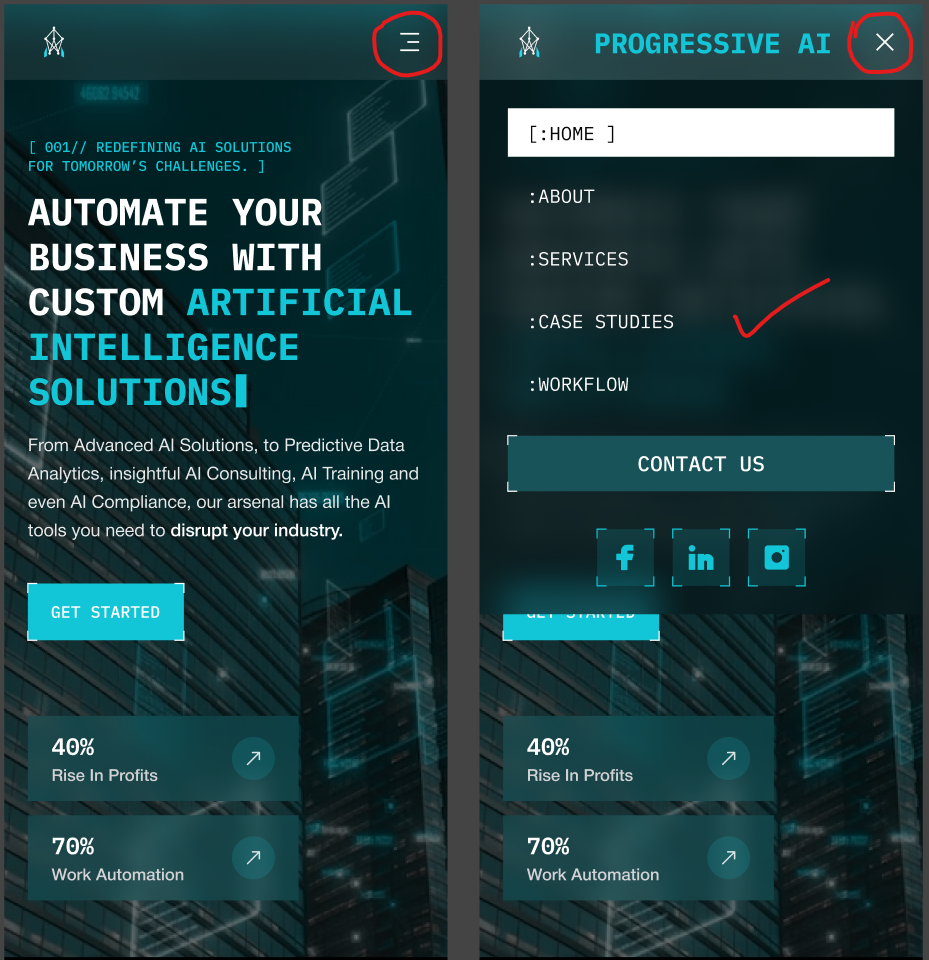 [ 001// REDEFINING AI SOLUTIONS
FOR TOMORROW'S CHALLENGES. ]
AUTOMATE YOUR
BUSINESS WITH
CUSTOM ARTIFICIAL
INTELLIGENCE
SOLUTIONS
From Advanced AI Solutions, to Predictive Data
Analytics, insightful AI Consulting, AI Training and
even AI Compliance, our arsenal has all the AI
tools you need to disrupt your industry.
GET STARTED
40%
Rise In Profits
70%
Work Automation
PROGRESSIVE AI
[:HOME ]
:ABOUT
:SERVICES
:CASE STUDIES
:WORKFLOW
CONTACT US
GET STARTED
40%
Rise In Profits
70%
Work Automation